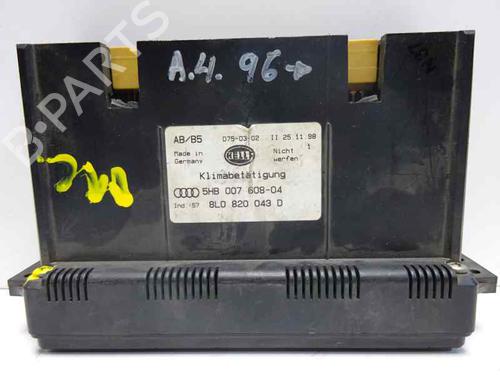 A.4. 96→
AB/B5 D75-03-02 II 25 11 98
Made in Germany
HELLA
Nicht 1 werfen
Klimabetätigung
5HB 007 608-04
Ind.:57 8L0 820 043 D
B-PARTS